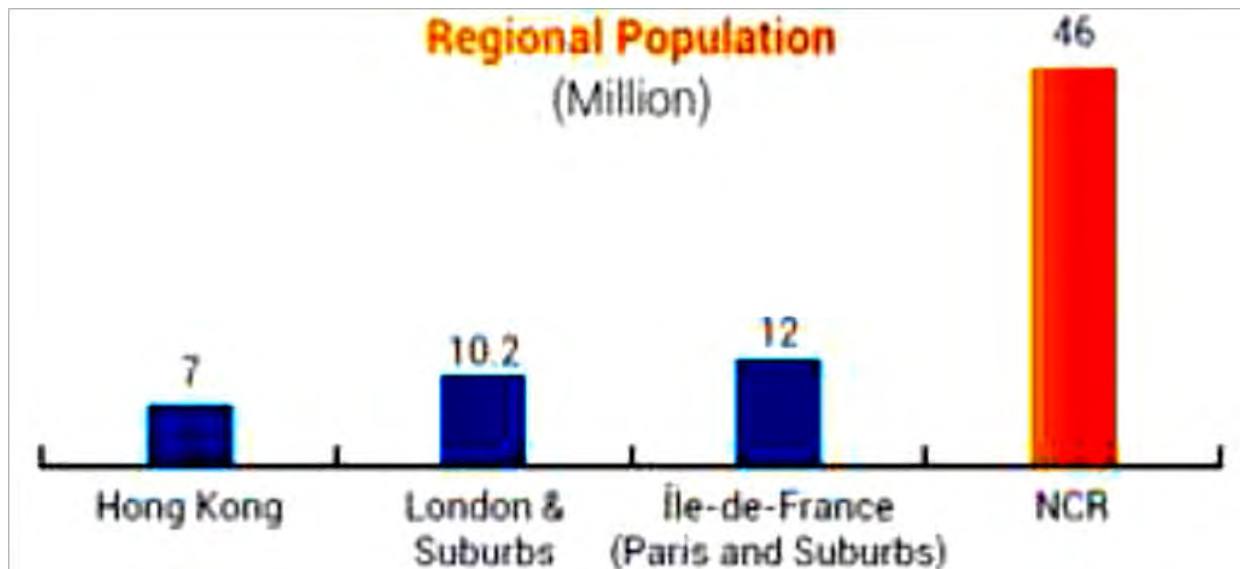 Regional Population
(Million)
46
12
10.2
7
Hong Kong
London &
Suburbs
Île-de-France
(Paris and Suburbs)
NCR